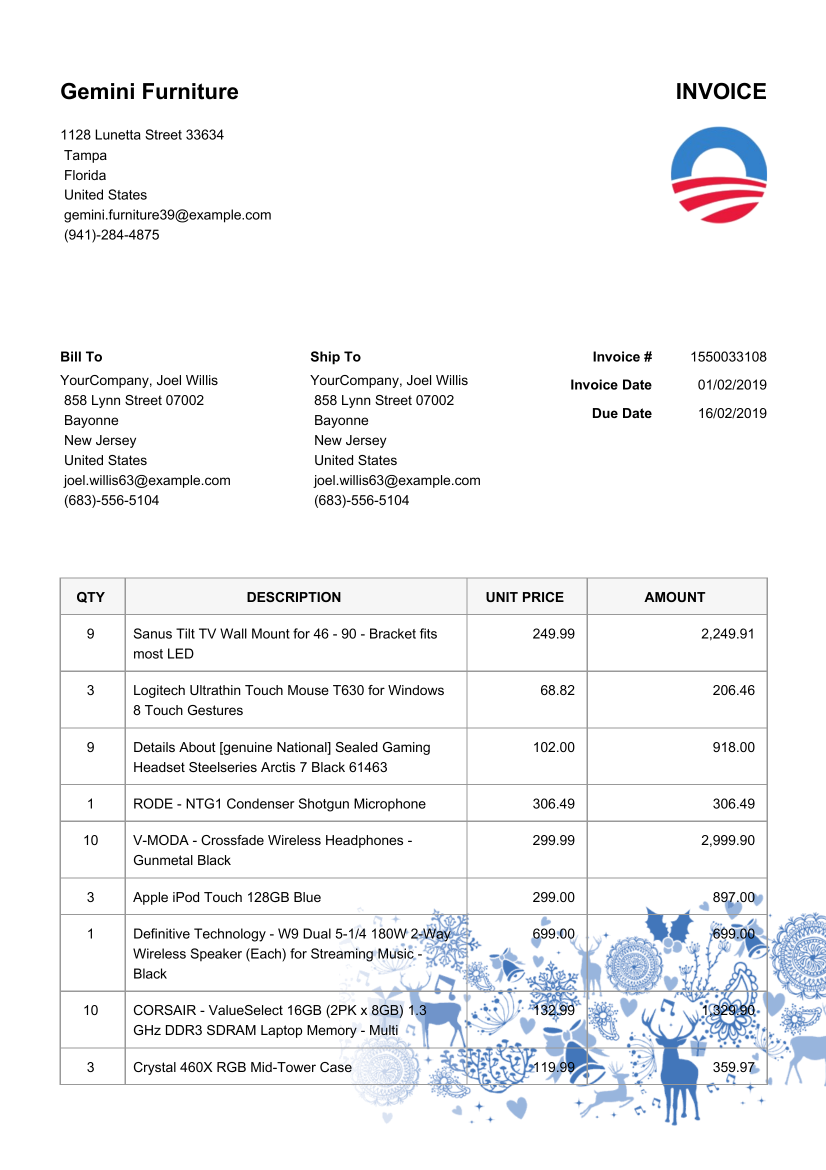 Gemini Furniture
INVOICE
1128 Lunetta Street 33634
Tampa
Florida
United States
gemini.furniture39@example.com
(941)-284-4875
Bill To
YourCompany, Joel Willis
858 Lynn Street 07002
Bayonne
New Jersey
United States
joel.willis63@example.com
(683)-556-5104
Ship To
YourCompany, Joel Willis
858 Lynn Street 07002
Bayonne
New Jersey
United States
joel.willis63@example.com
(683)-556-5104
Invoice # 1550033108
Invoice Date 01/02/2019
Due Date 16/02/2019
QTY DESCRIPTION UNIT PRICE AMOUNT
9 Sanus Tilt TV Wall Mount for 46 - 90 - Bracket fits 249.99 2,249.91
most LED
3 Logitech Ultrathin Touch Mouse T630 for Windows 68.82 206.46
8 Touch Gestures
9 Details About [genuine National] Sealed Gaming 102.00 918.00
Headset Steelseries Arctis 7 Black 61463
1 RODE - NTG1 Condenser Shotgun Microphone 306.49 306.49
10 V-MODA - Crossfade Wireless Headphones - 299.99 2,999.90
Gunmetal Black
3 Apple iPod Touch 128GB Blue 299.00 897.00
1 Definitive Technology - W9 Dual 5-1/4 180W 2-Way 699.00 699.00
Wireless Speaker (Each) for Streaming Music -
Black
10 CORSAIR - ValueSelect 16GB (2PK x 8GB) 1.3 132.99 1,329.90
GHz DDR3 SDRAM Laptop Memory - Multi
3 Crystal 460X RGB Mid-Tower Case 119.99 359.97